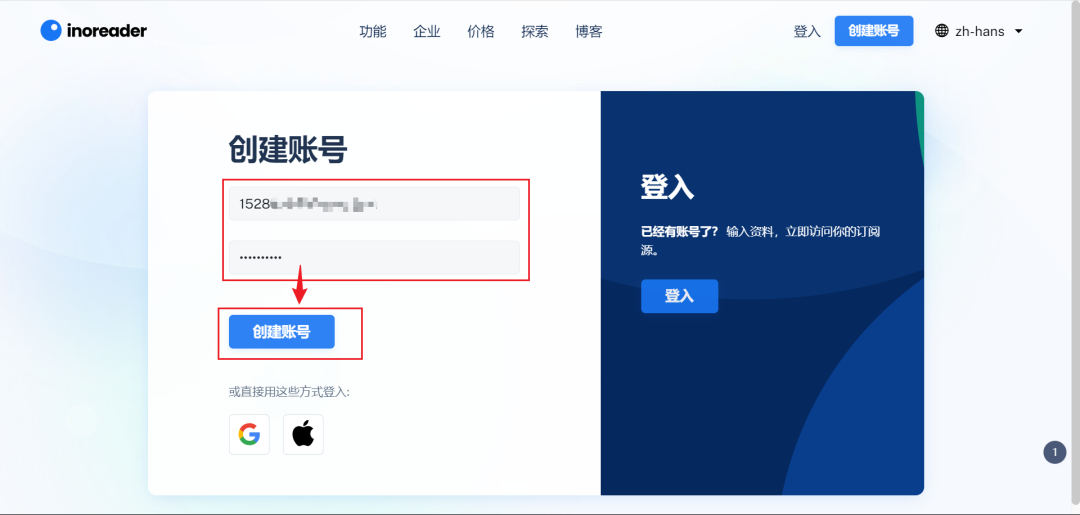 inoreader
功能 企业 价格 探索 博客
登入 创建账号 zh-hans
创建账号
1528
••••••••••
创建账号
或直接用这些方式登入:
登入
已经有账号了? 输入资料，立即访问你的订阅
源。
登入
1